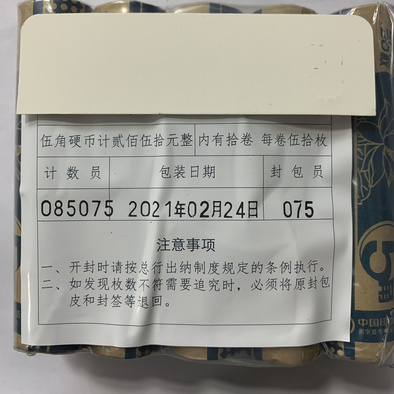 伍角硬币计贰佰伍拾元整 内有拾卷 每卷伍拾枚
计数员 包装日期 封包员
085075 2021年02月24日 075
注意事项
一、开封时请按总行出纳制度规定的条例执行。
二、如发现枚数不符需要追究时，必须将原封包
皮和封签等退回。
5
中国印